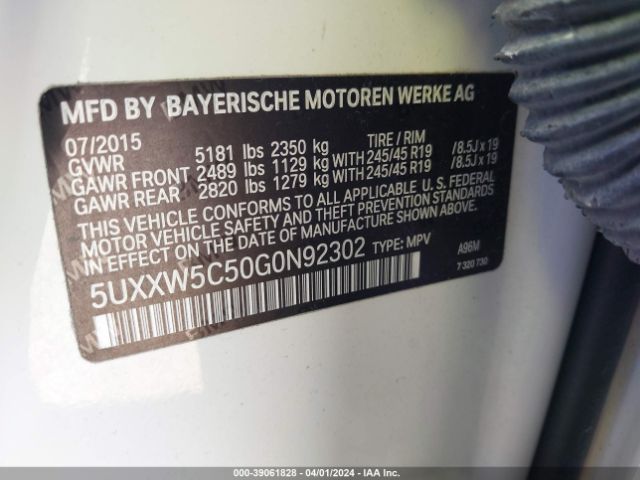 MFD BY BAYERISCHE MOTOREN WERKE AG
07/2015 TIRE / RIM
GVWR 5181 lbs 2350 kg
GAWR FRONT 2489 lbs 1129 kg WITH 245/45 R19 /8.5J x 19
GAWR REAR 2820 lbs 1279 kg WITH 245/45 R19 /8.5J x 19
THIS VEHICLE CONFORMS TO ALL APPLICABLE U. S. FEDERAL
MOTOR VEHICLE SAFETY AND THEFT PREVENTION STANDARDS
IN EFFECT ON THE DATE OF MANUFACTURE SHOWN ABOVE.
5UXXW5C50G0N92302 TYPE: MPV A96M
7 320 730
000-39061828 - 04/01/2024 - IAA Inc.